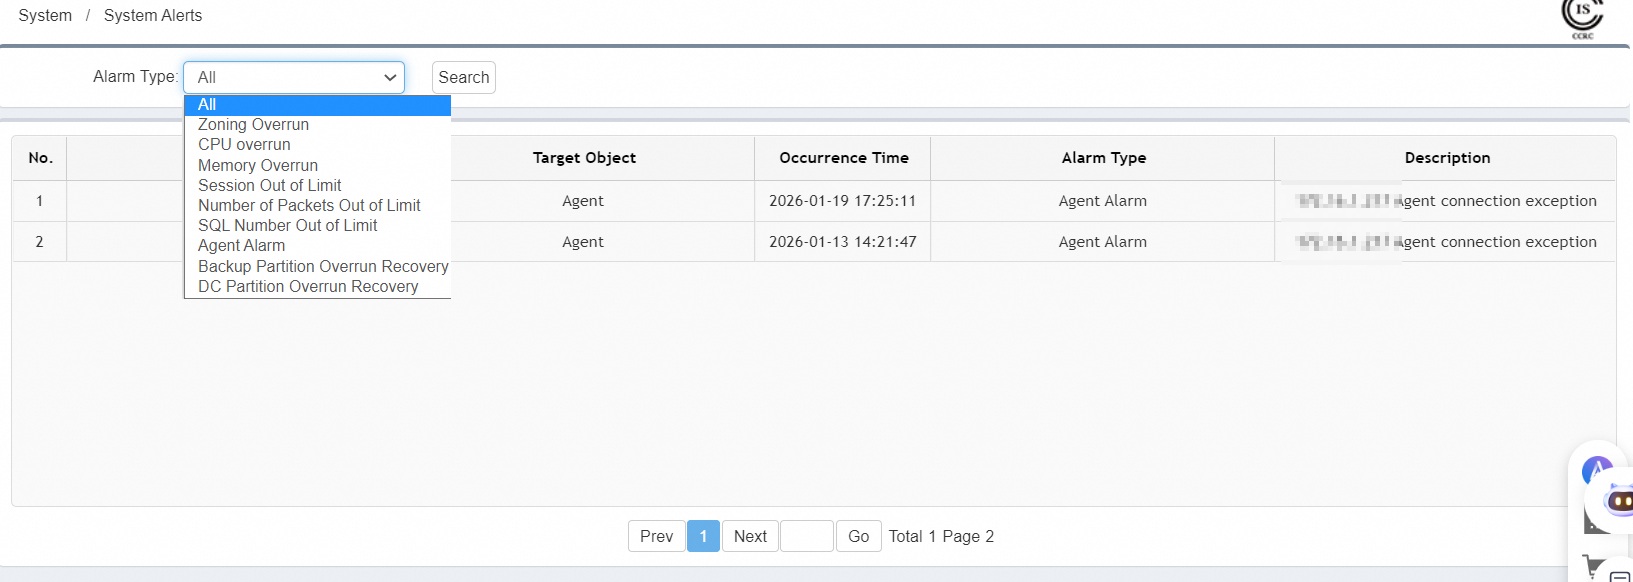 System / System Alerts
IS
CCRC
Alarm Type: All
Search
All
Zoning Overrun
CPU overrun
Memory Overrun
Session Out of Limit
Number of Packets Out of Limit
SQL Number Out of Limit
Agent Alarm
Backup Partition Overrun Recovery
DC Partition Overrun Recovery
No. Target Object Occurrence Time Alarm Type Description
1 Agent 2026-01-19 17:25:11 Agent Alarm Agent connection exception
2 Agent 2026-01-13 14:21:47 Agent Alarm Agent connection exception
Prev 1 Next Go Total 1 Page 2